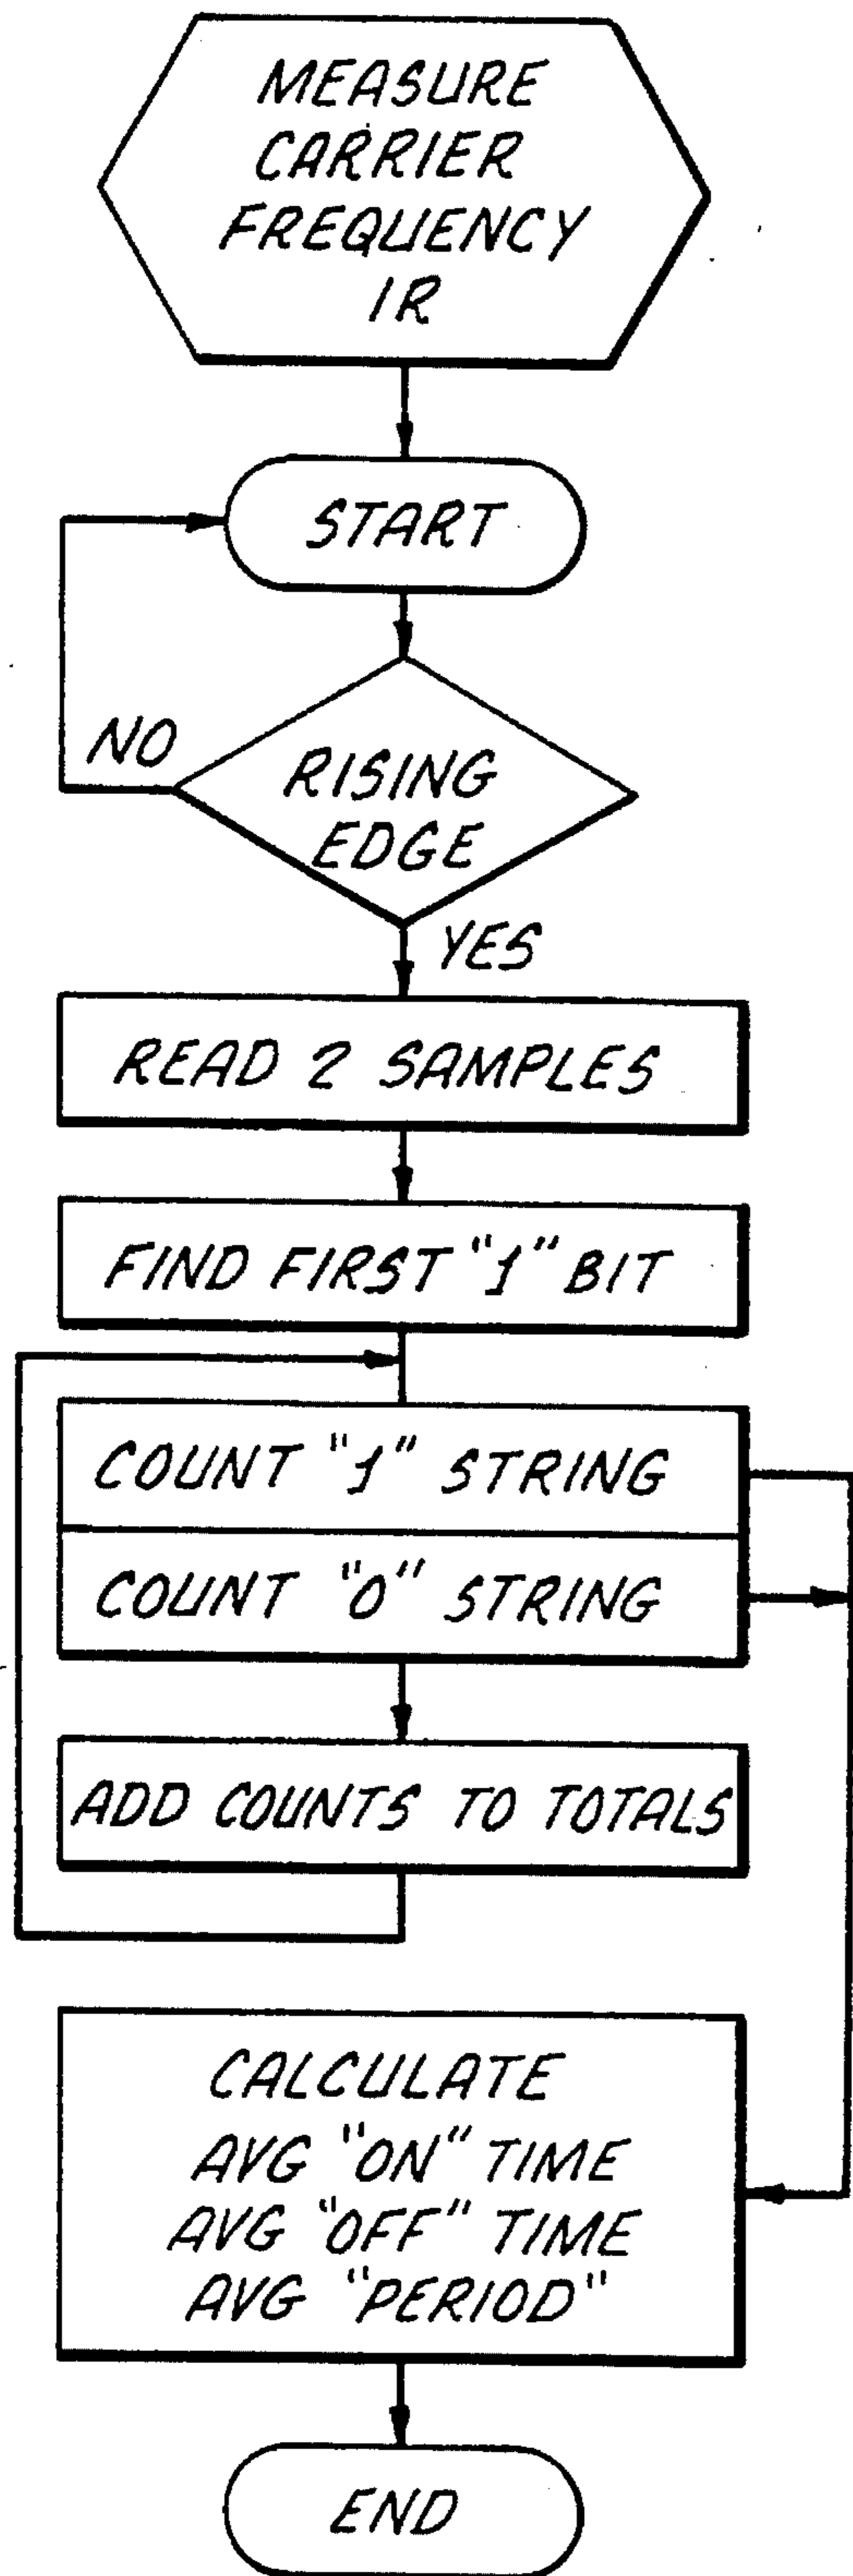 MEASURE
CARRIER
FREQUENCY
IR
START
NO
RISING
EDGE
YES
READ 2 SAMPLES
FIND FIRST "1" BIT
COUNT "1" STRING
COUNT "0" STRING
ADD COUNTS TO TOTALS
CALCULATE
AVG "ON" TIME
AVG "OFF" TIME
AVG "PERIOD"
END